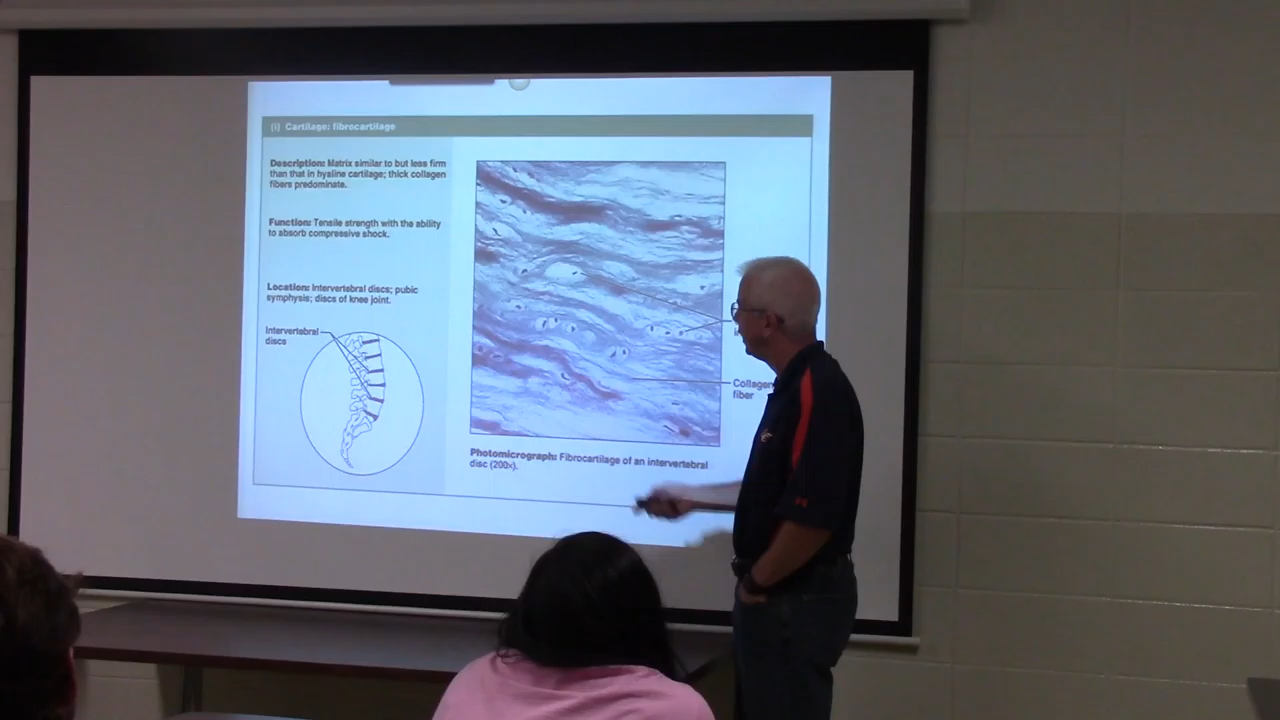 (i) Cartilage: fibrocartilage
Description: Matrix similar to but less firm
than that in hyaline cartilage; thick collagen
fibers predominate.
Function: Tensile strength with the ability
to absorb compressive shock.
Location: Intervertebral discs; pubic
symphysis; discs of knee joint.
Intervertebral
discs
Collagen
fiber
Photomicrograph: Fibrocartilage of an intervertebral
disc (200x).